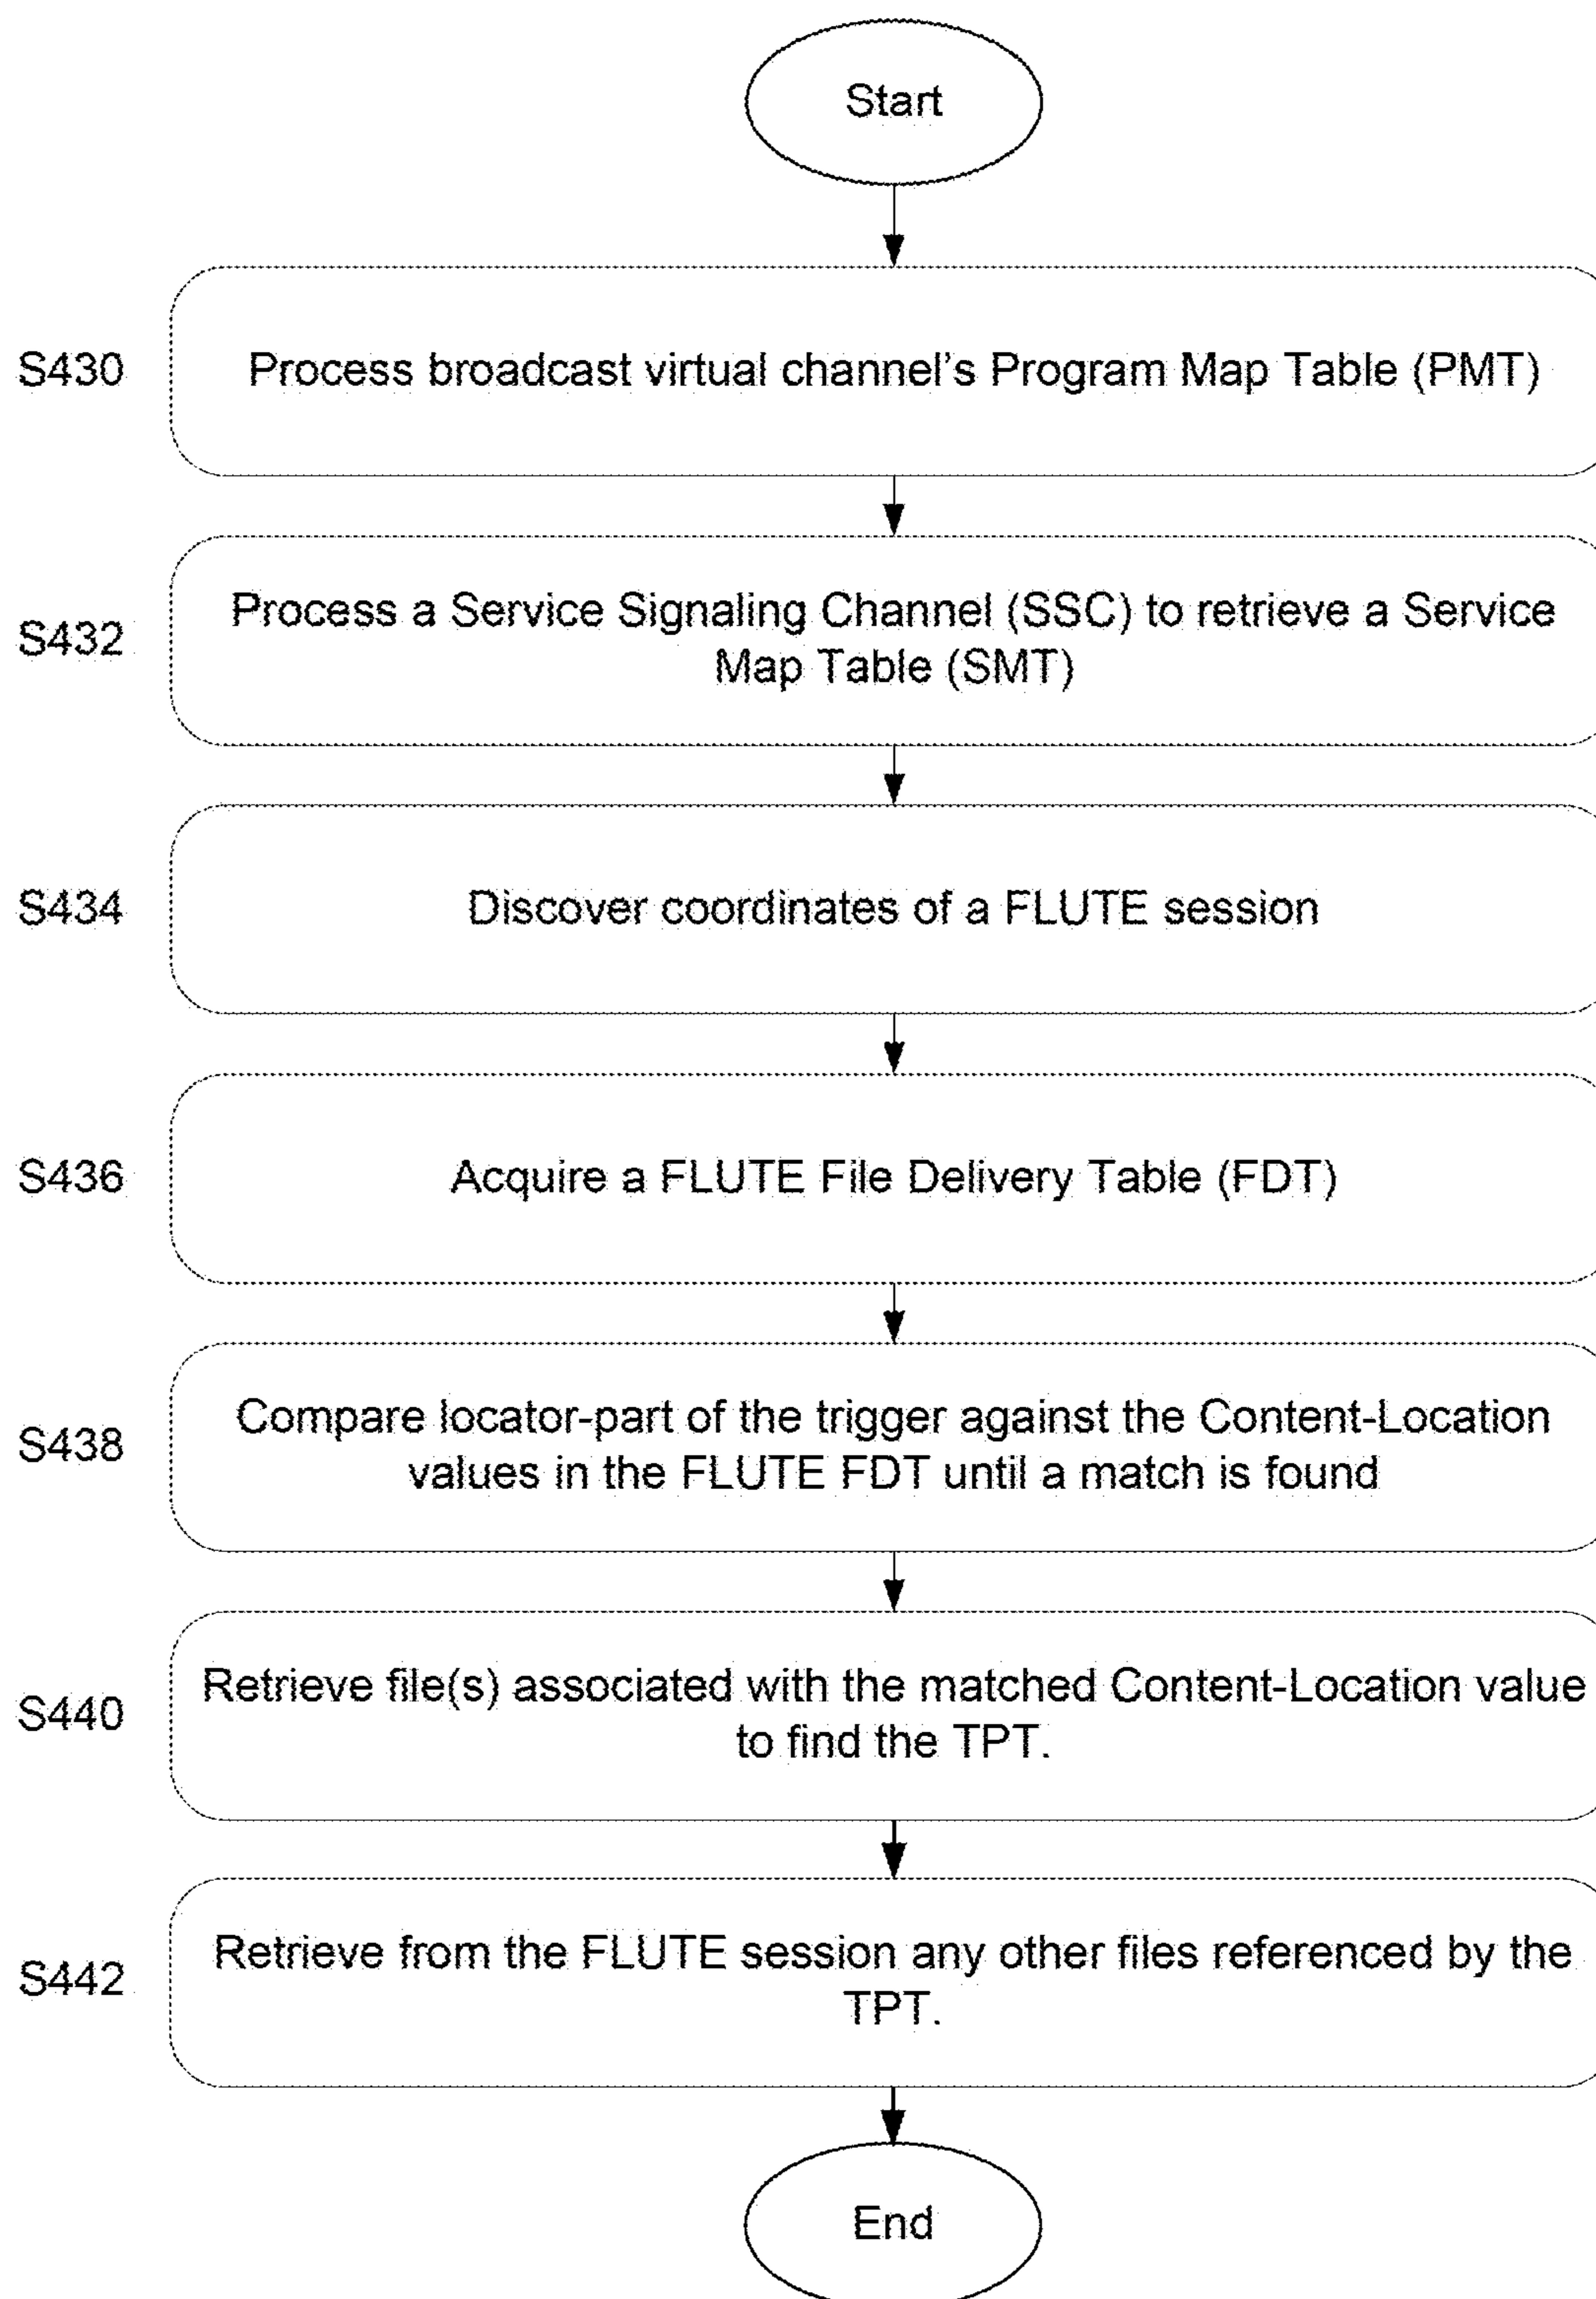 Start
S430
Process broadcast virtual channel's Program Map Table (PMT)
S432
Process a Service Signaling Channel (SSC) to retrieve a Service
Map Table (SMT)
S434
Discover coordinates of a FLUTE session
S436
Acquire a FLUTE File Delivery Table (FDT)
S438
Compare locator-part of the trigger against the Content-Location
values in the FLUTE FDT until a match is found
S440
Retrieve file(s) associated with the matched Content-Location value
to find the TPT.
S442
Retrieve from the FLUTE session any other files referenced by the
TPT.
End